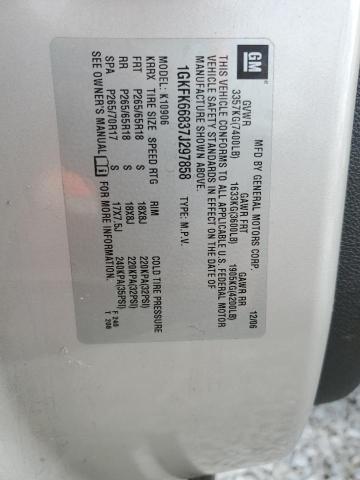 GM
MFD BY GENERAL MOTORS CORP
12/06
GVWR GAWR FRT GAWR RR
3357KG(7400LB) 1633KG(3600LB) 1905KG(4200LB)
THIS VEHICLE CONFORMS TO ALL APPLICABLE U.S. FEDERAL MOTOR
VEHICLE SAFETY STANDARDS IN EFFECT ON THE DATE OF
MANUFACTURE SHOWN ABOVE.
1GKFK66837J297858 TYPE: M.P.V.
K10906
KRRX TIRE SIZE SPEED RTG RIM COLD TIRE PRESSURE
FRT P265/65R18 S 18X8J 220KPA(32PSI)
RR P265/65R18 S 18X8J 220KPA(32PSI)
SPA P265/70R17 S 17X7.5J 240KPA(35PSI)
SEE OWNER'S MANUAL FOR MORE INFORMATION.
F 240
T 208